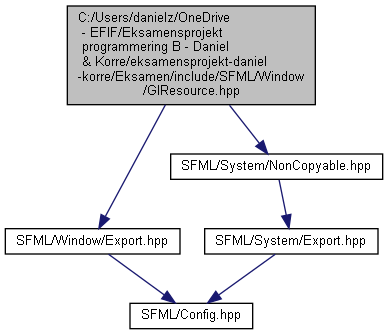 C:/Users/danielz/OneDrive
- EFIF/Eksamensprojekt
programmering B - Daniel
& Korre/eksamensprojekt-daniel
-korre/Eksamen/include/SFML/Window
/GlResource.hpp
SFML/System/NonCopyable.hpp
SFML/Window/Export.hpp
SFML/System/Export.hpp
SFML/Config.hpp